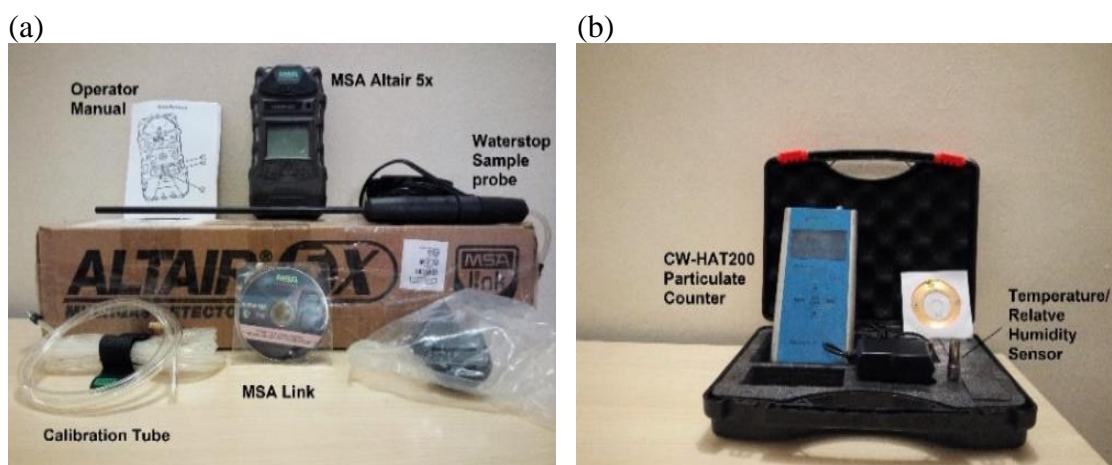 (a)
(b)
Operator
Manual
MSA Altair 5x
Waterstop
Sample
probe
ALTAIR® 5X
MSA
link
MSA Link
Calibration Tube
CW-HAT200
Particulate
Counter
Temperature/
Relatve
Humidity
Sensor